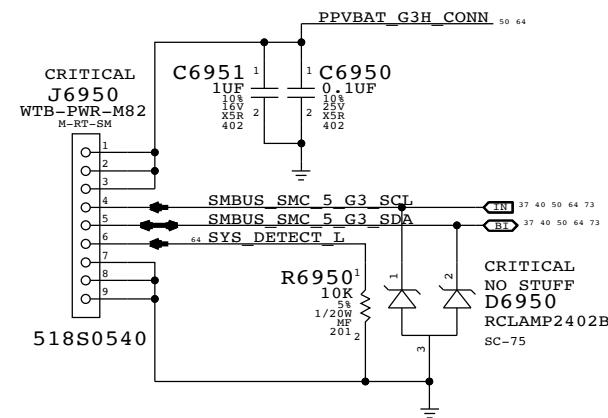 PPVBAT_G3H_CONN 50 64
CRITICAL
J6950
WTB-PWR-M82
M-RT-SM
C6951
1UF
10%
16V
X5R
402
1
2
C6950
0.1UF
10%
25V
X5R
402
1
2
1
2
3
4
5
6
7
8
9
518S0540
SMBUS_SMC_5_G3_SCL
IN 37 40 50 64 73
SMBUS_SMC_5_G3_SDA
BI 37 40 50 64 73
64 SYS_DETECT_L
R6950
10K
5%
1/20W
MF
201
1
2
1
2
3
CRITICAL
NO STUFF
D6950
RCLAMP2402B
SC-75